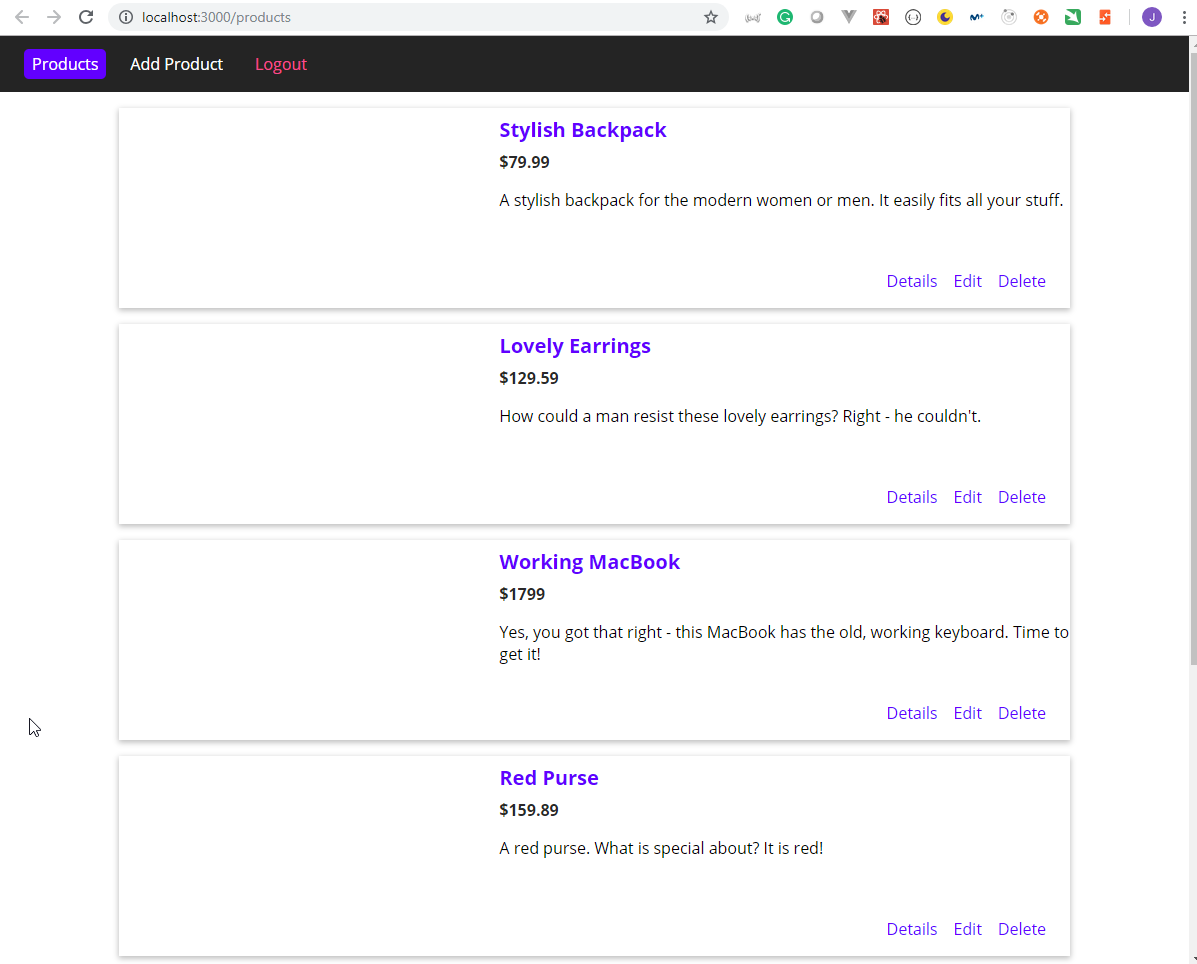 localhost:3000/products
J
Products Add Product Logout
Stylish Backpack
$79.99
A stylish backpack for the modern women or men. It easily fits all your stuff.
Details Edit Delete
Lovely Earrings
$129.59
How could a man resist these lovely earrings? Right - he couldn't.
Details Edit Delete
Working MacBook
$1799
Yes, you got that right - this MacBook has the old, working keyboard. Time to
get it!
Details Edit Delete
Red Purse
$159.89
A red purse. What is special about? It is red!
Details Edit Delete